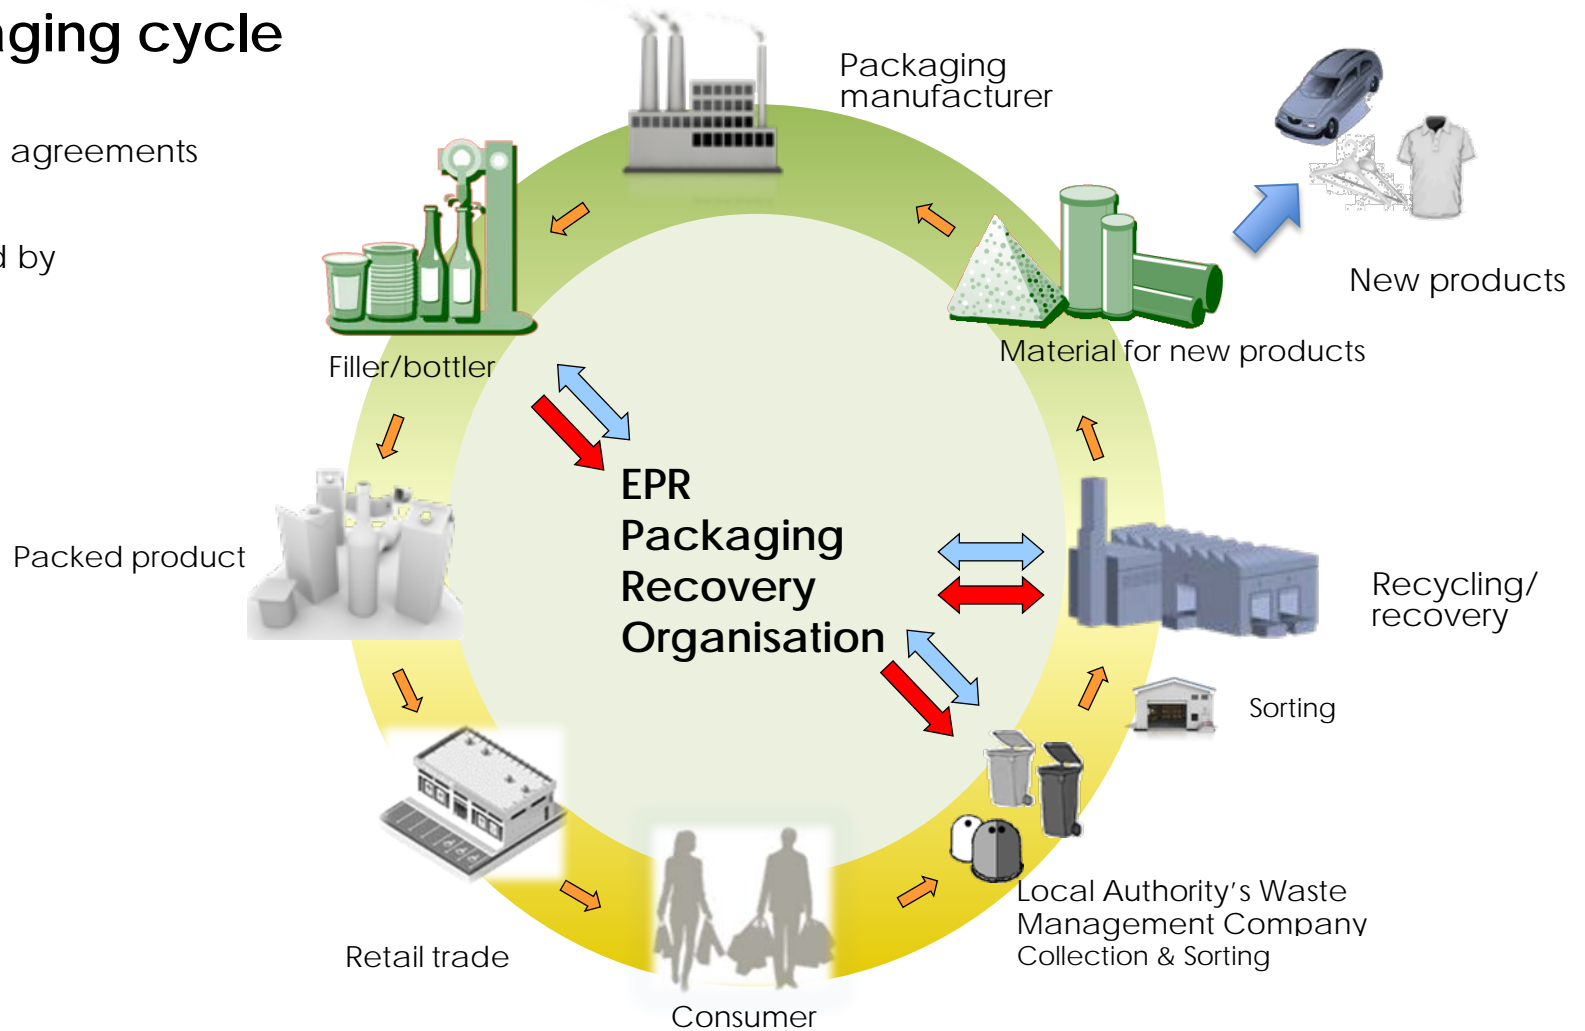 aging cycle
agreements
d by
Packaging
manufacturer
New products
Material for new products
Filler/bottler
EPR
Packaging
Recovery
Organisation
Packed product
Recycling/
recovery
Sorting
Local Authority's Waste
Management Company
Collection & Sorting
Retail trade
Consumer